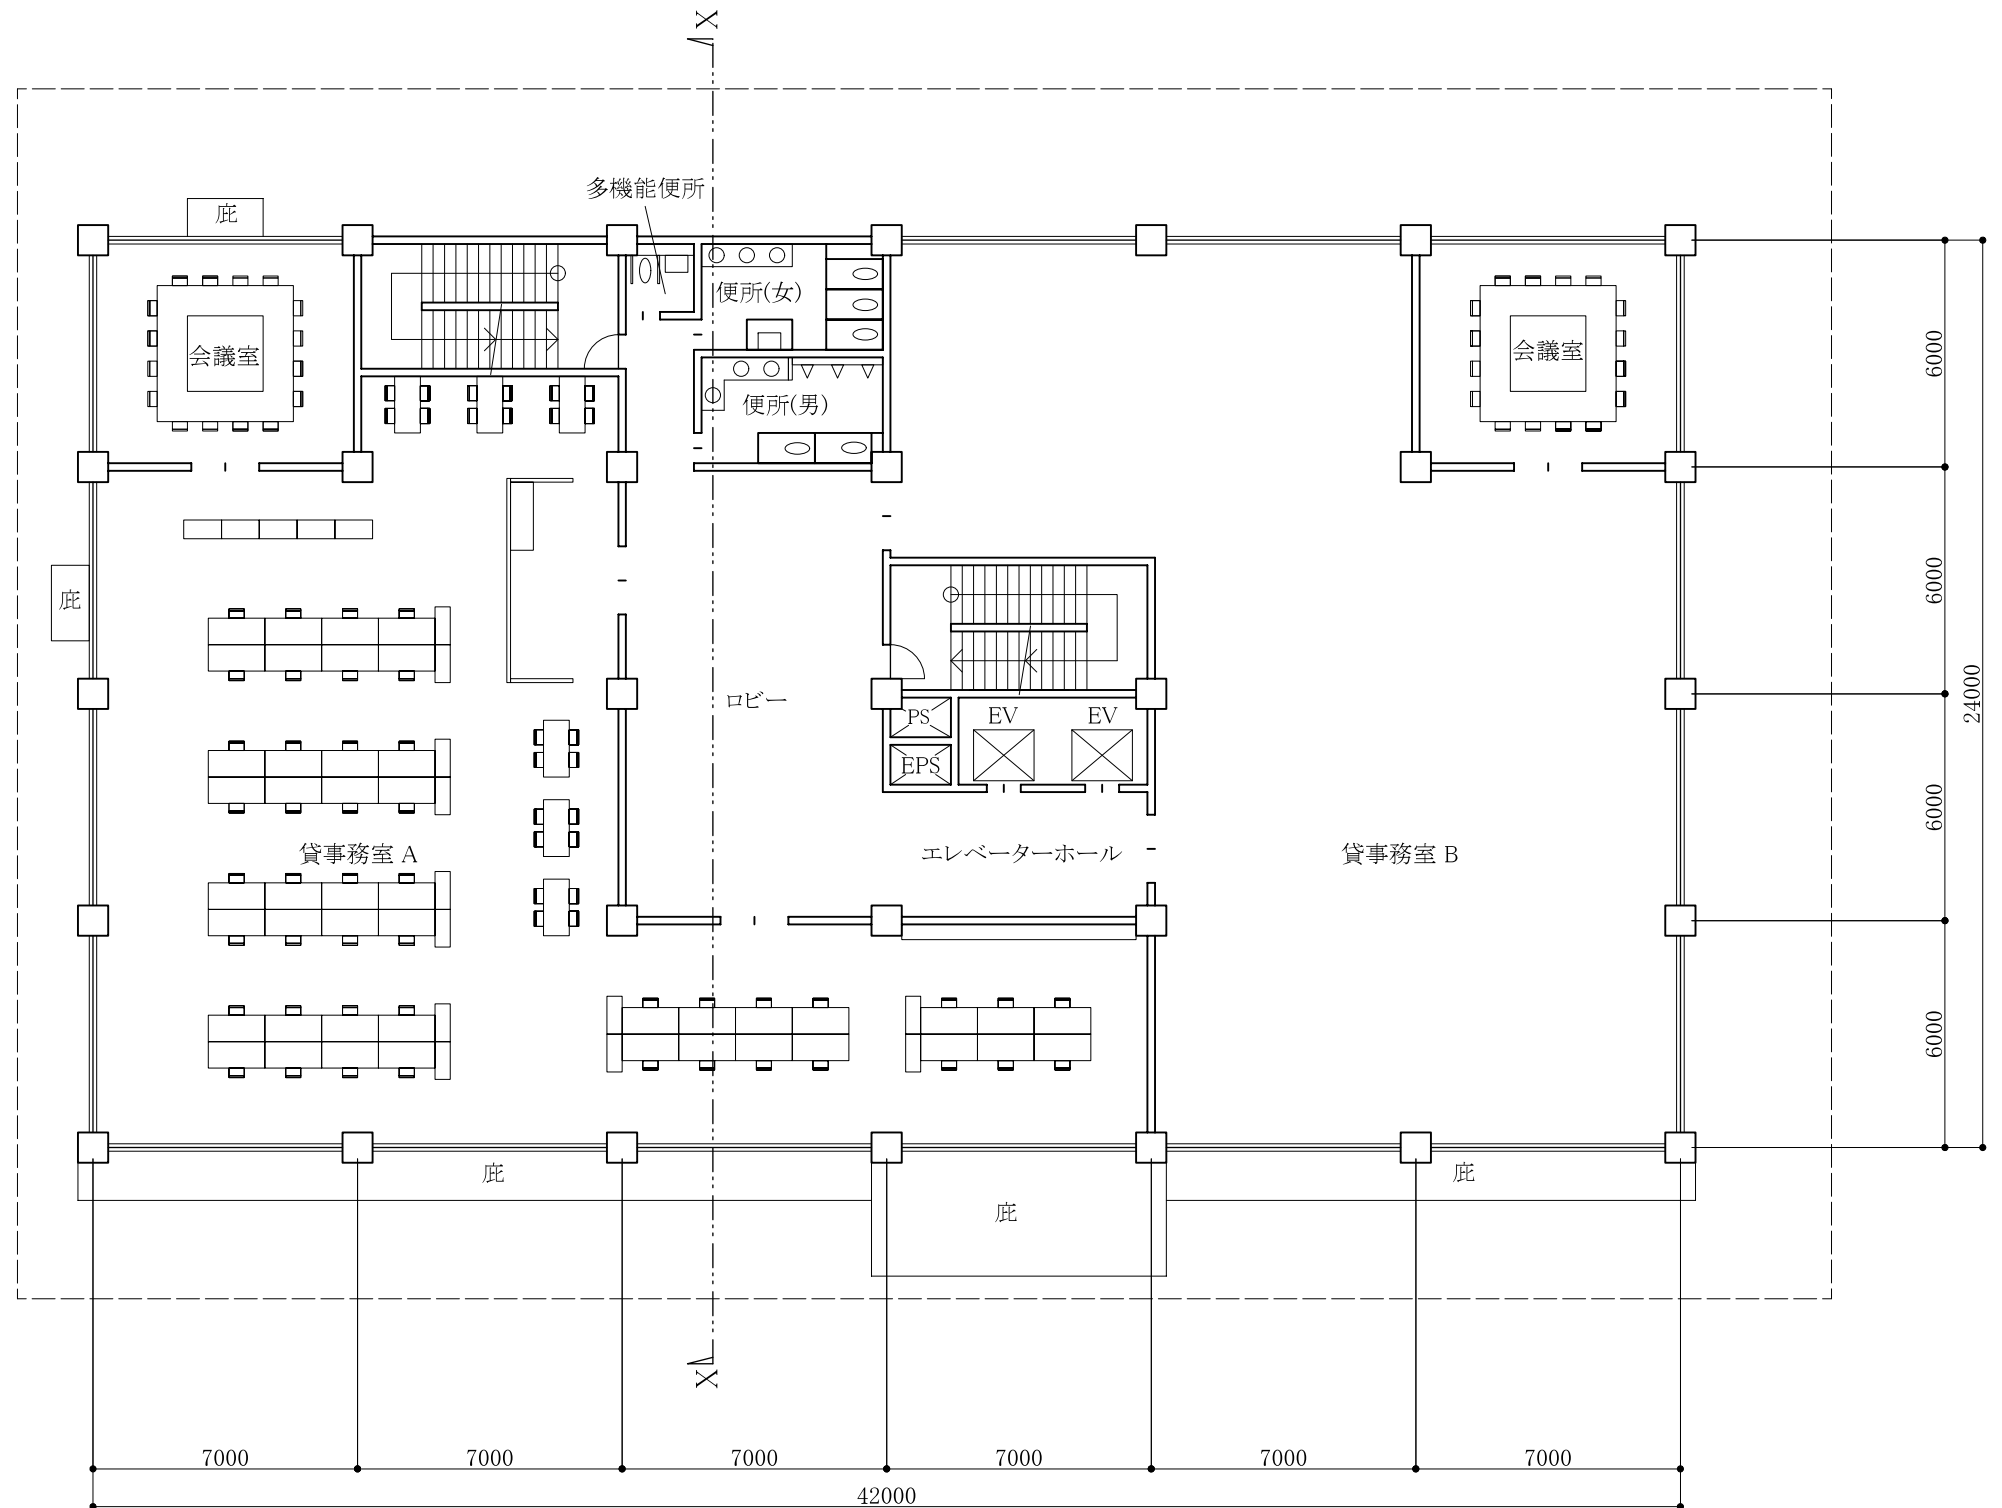 X
多機能便所
庇
便所(女)
会議室
会議室
6000
便所(男)
6000
庇
24000
ロビー
PS
EV
EV
EPS
6000
貸事務室 A
エレベーターホール
貸事務室 B
6000
庇
庇
庇
X
7000
7000
7000
7000
7000
7000
42000